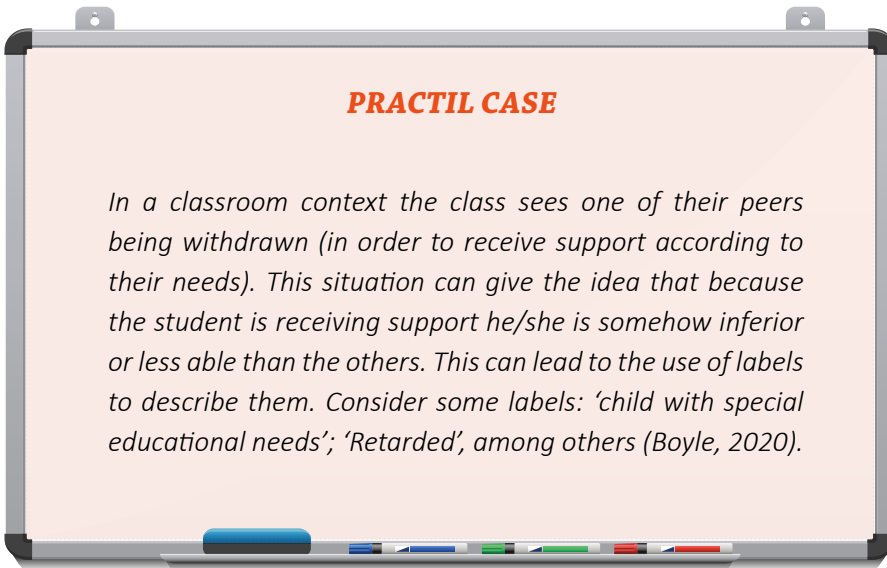 PRACTIL CASE
In a classroom context the class sees one of their peers
being withdrawn (in order to receive support according to
their needs). This situation can give the idea that because
the student is receiving support he/she is somehow inferior
or less able than the others. This can lead to the use of labels
to describe them. Consider some labels: ‘child with special
educational needs’; ‘Retarded’, among others (Boyle, 2020).